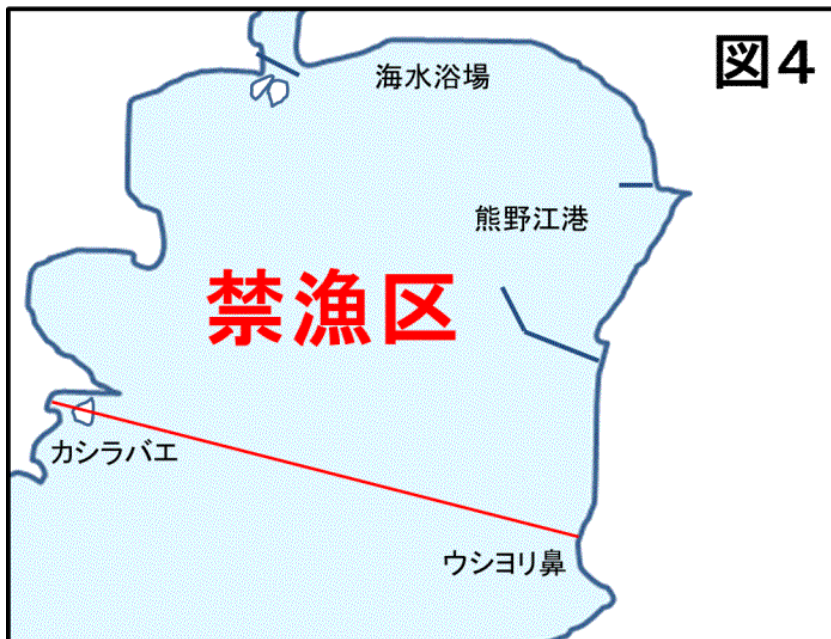 図4
海水浴場
熊野江港
禁漁区
カシラバエ
ウシヨリ鼻